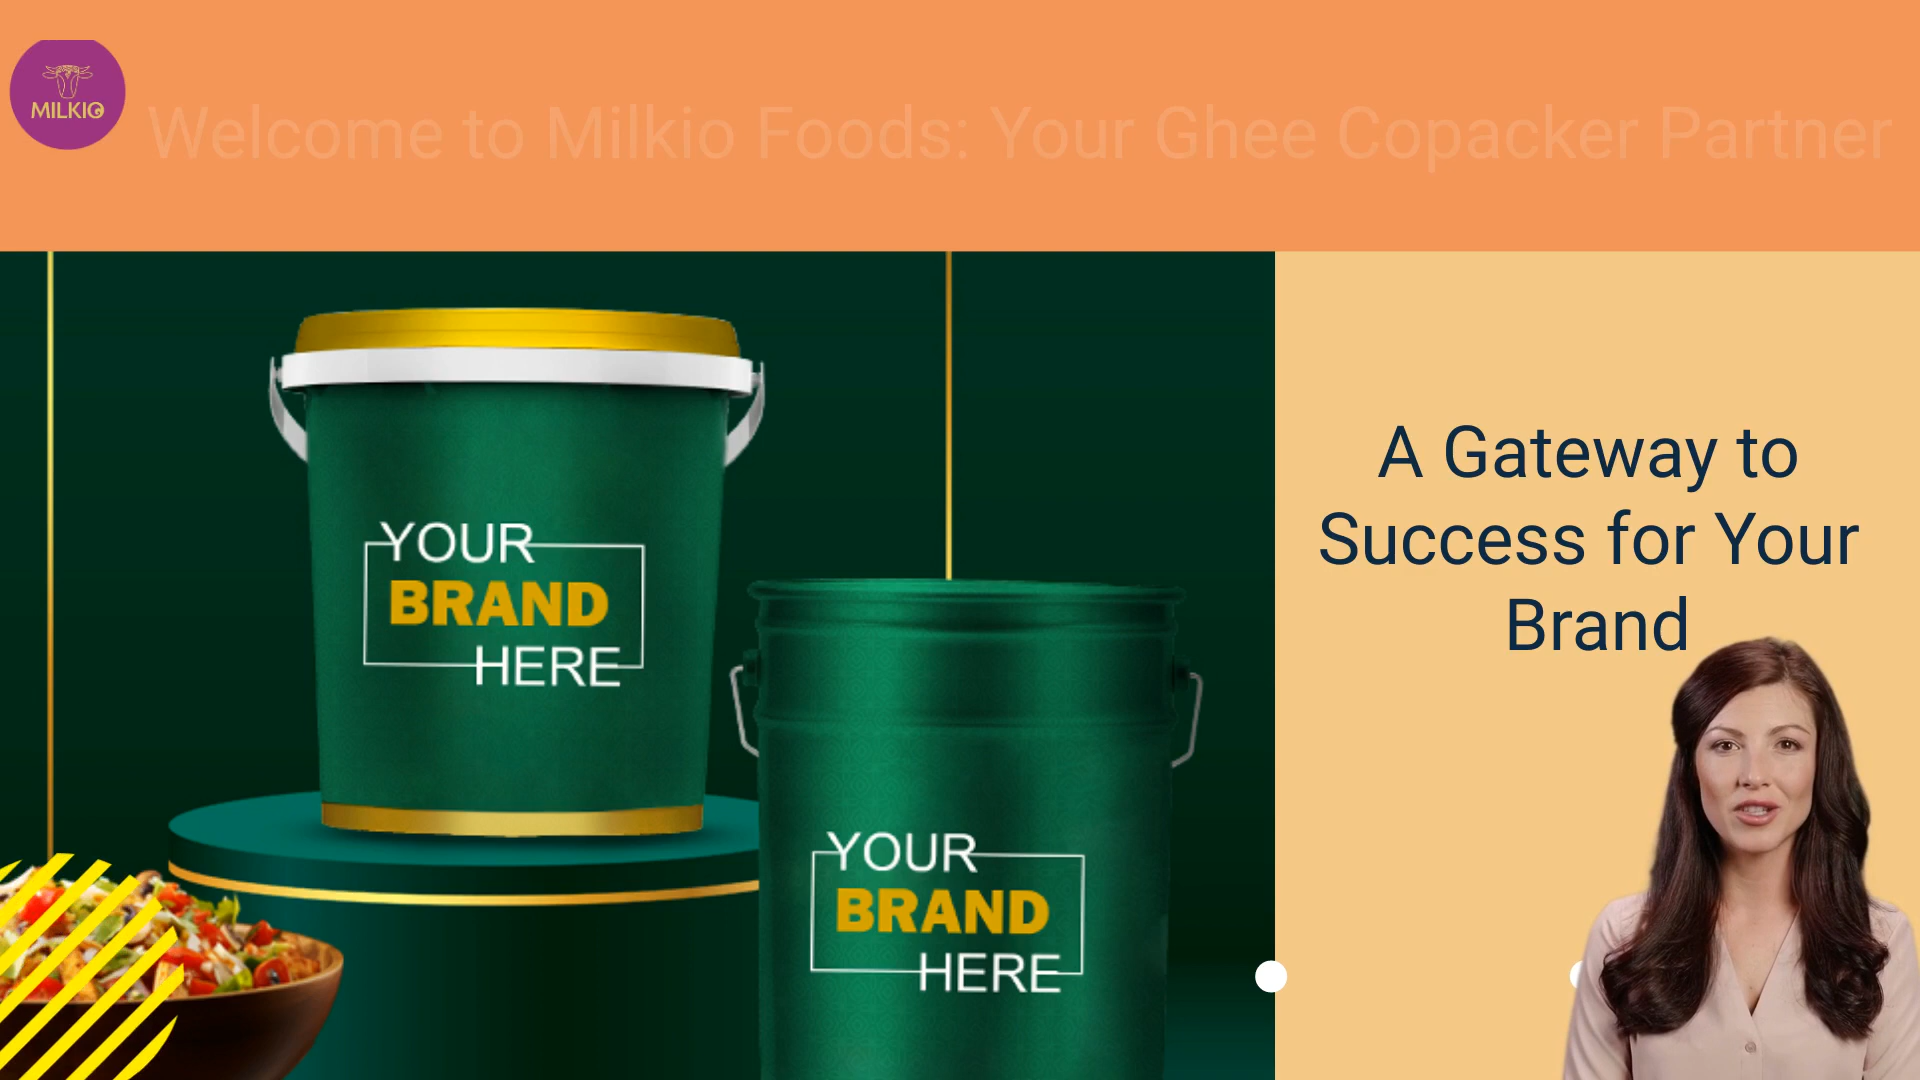 MILKIO
Welcome to Milkio Foods: Your Ghee Copacker Partner
YOUR
BRAND
HERE
YOUR
BRAND
HERE
A Gateway to
Success for Your
Brand